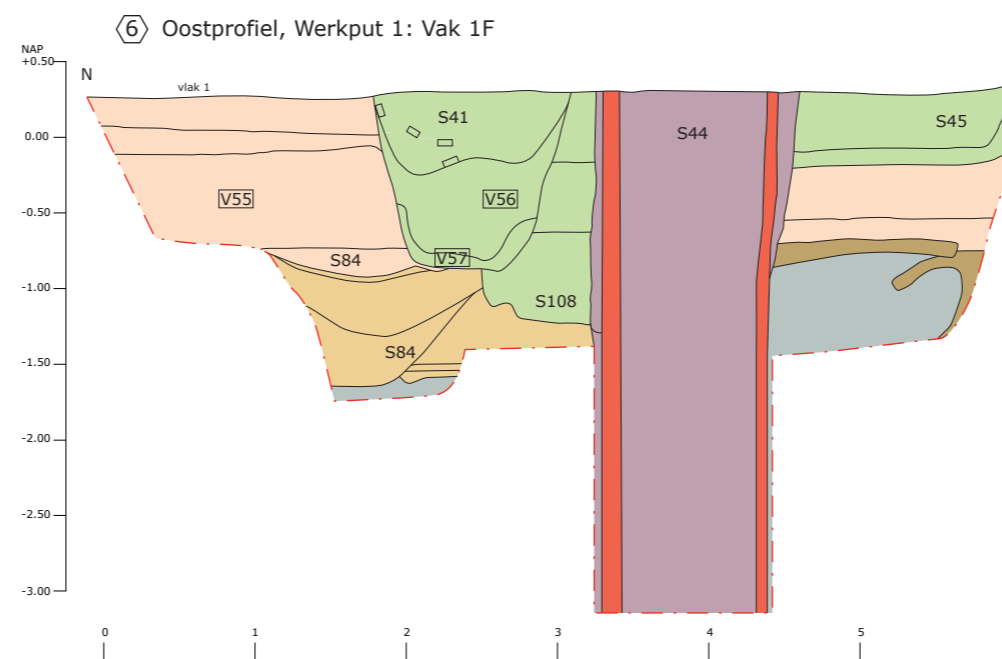 6 Oostprofiel, Werkput 1: Vak 1F
NAP
+0.50
N
vlak 1
S41
S44
S45
0.00
V55
V56
-0.50
S84
V57
-1.00
S108
S84
-1.50
-2.00
-2.50
-3.00
0 1 2 3 4 5